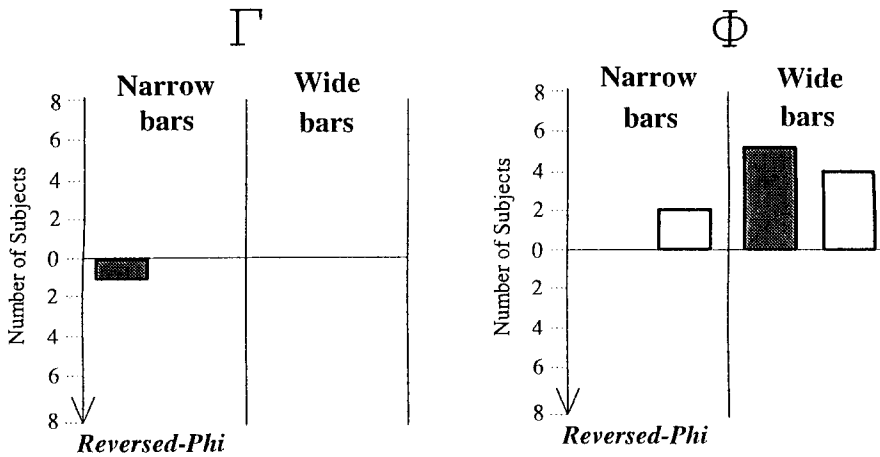 Γ
Narrow
bars
Wide
bars
Number of Subjects
8
6
4
2
0
2
4
6
8
Reversed-Phi
Φ
Narrow
bars
Wide
bars
Number of Subjects
8
6
4
2
0
2
4
6
8
Reversed-Phi